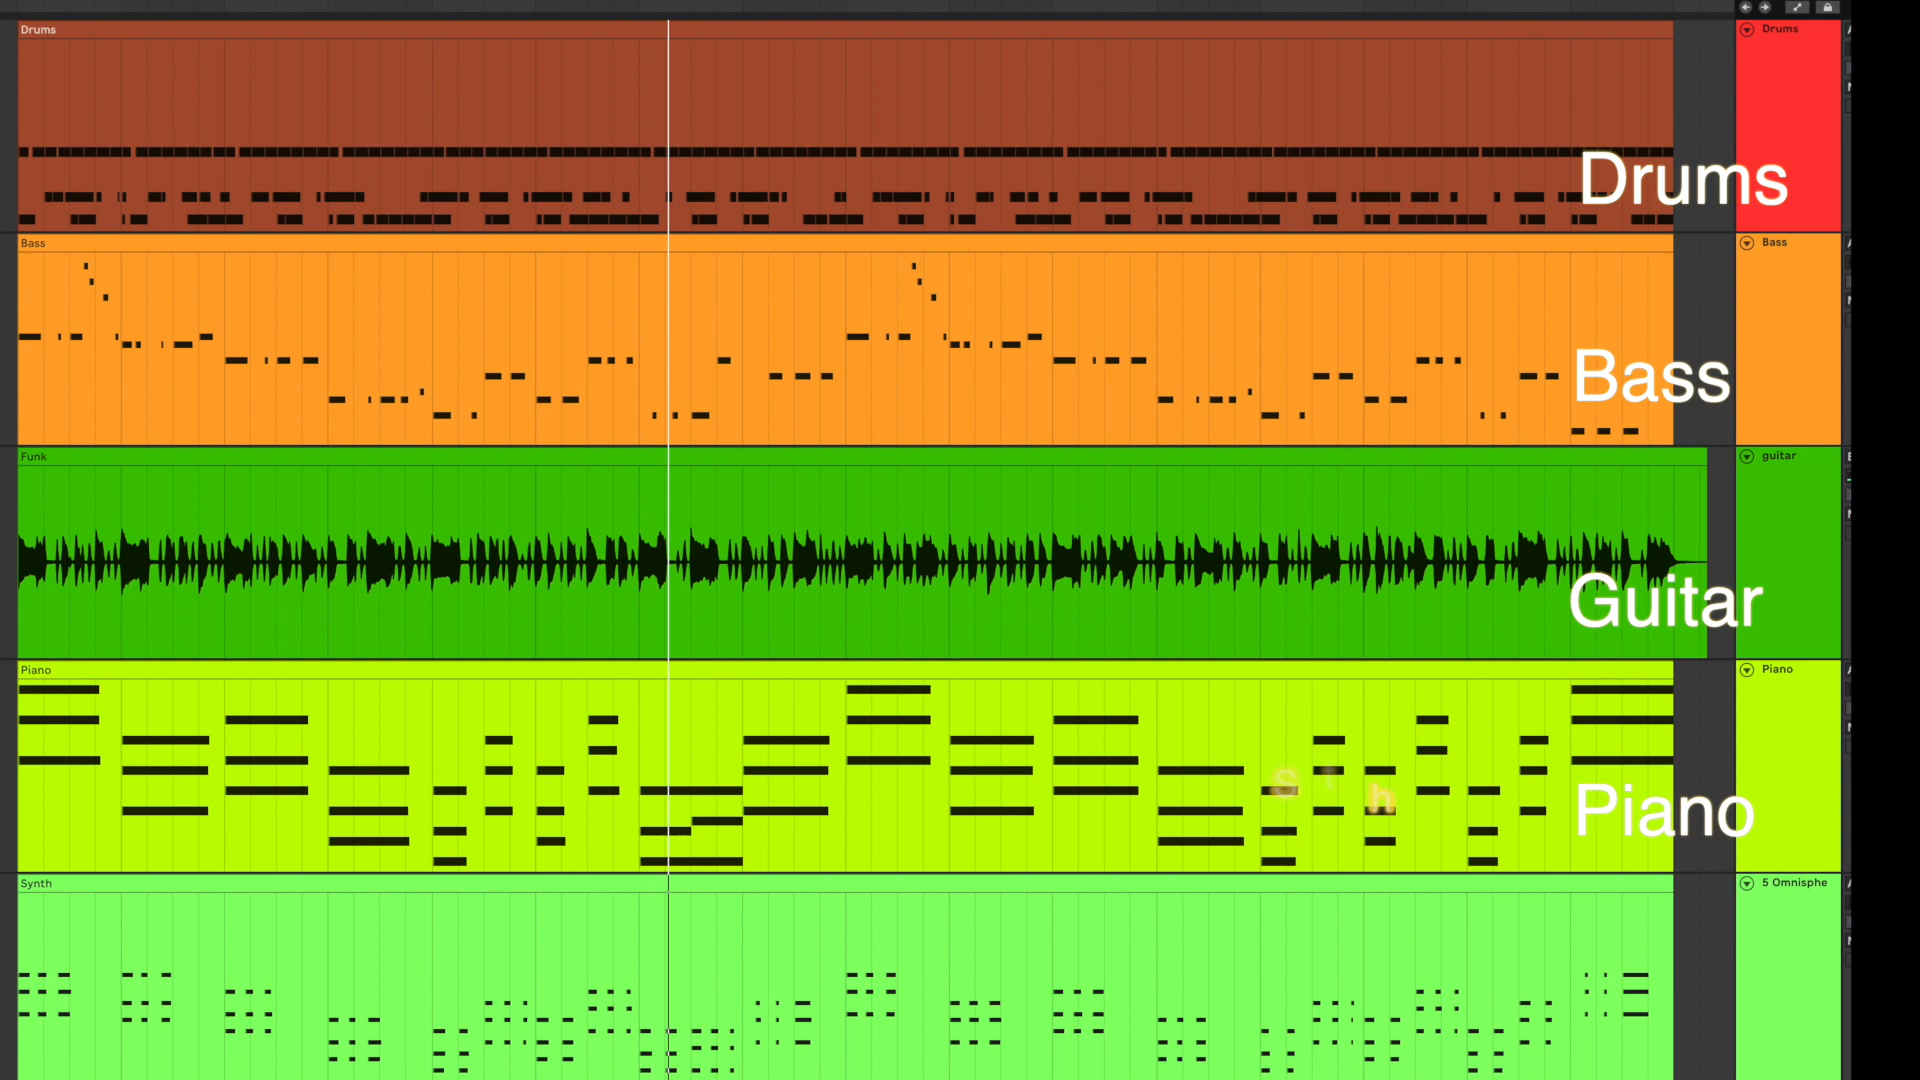 Drums
Drums
Drums
Bass
Bass
Bass
Funk
guitar
Guitar
Piano
Piano
s t h
Piano
Synth
5 Omnisphe